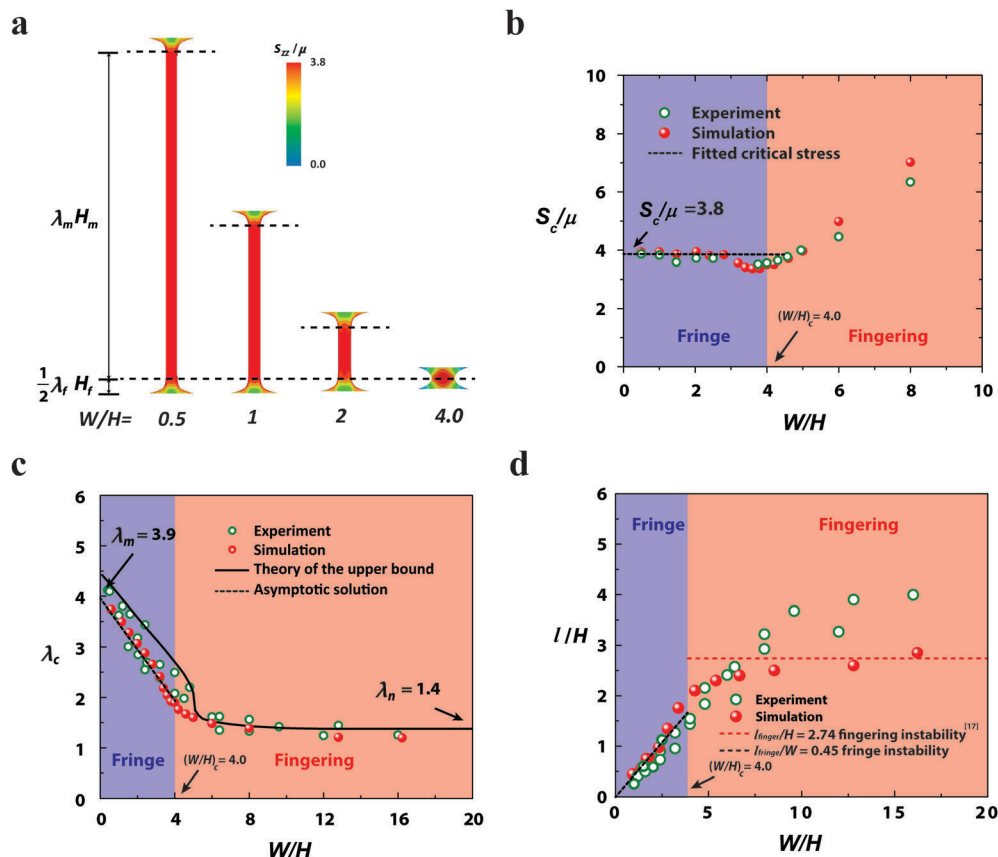 a
S_zz / μ
3.8
0.0
λ_m H_m
1/2 λ_f H_f
W/H= 0.5 1 2 4.0
b
10
8
6
4
2
0
S_c/μ
Experiment
Simulation
Fitted critical stress
S_c/μ = 3.8
Fringe
Fingering
(W/H)_c = 4.0
0 2 4 6 8 10
W/H
c
6
5
4
3
2
1
0
λ_c
λ_m = 3.9
Experiment
Simulation
Theory of the upper bound
Asymptotic solution
λ_n = 1.4
Fringe
Fingering
(W/H)_c = 4.0
0 4 8 12 16 20
W/H
d
6
5
4
3
2
1
0
l/H
Fringe
Fingering
Experiment
Simulation
l_finger/H = 2.74 fingering instability[17]
l_fringe/W = 0.45 fringe instability
(W/H)_c = 4.0
0 5 10 15 20
W/H